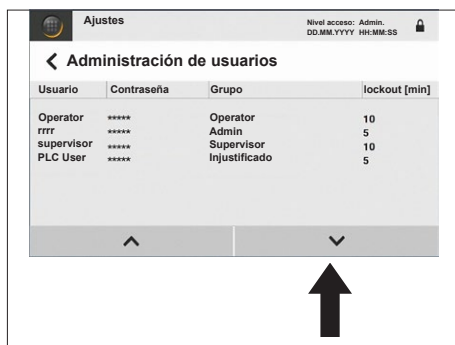 Ajustes
Nivel acceso: Admin.
DD.MM.YYYY HH:MM:SS
Administración de usuarios
Usuario Contraseña Grupo lockout [min]
Operator ***** Operator 10
rrrr ***** Admin 5
supervisor ***** Supervisor 10
PLC User ***** Injustificado 5